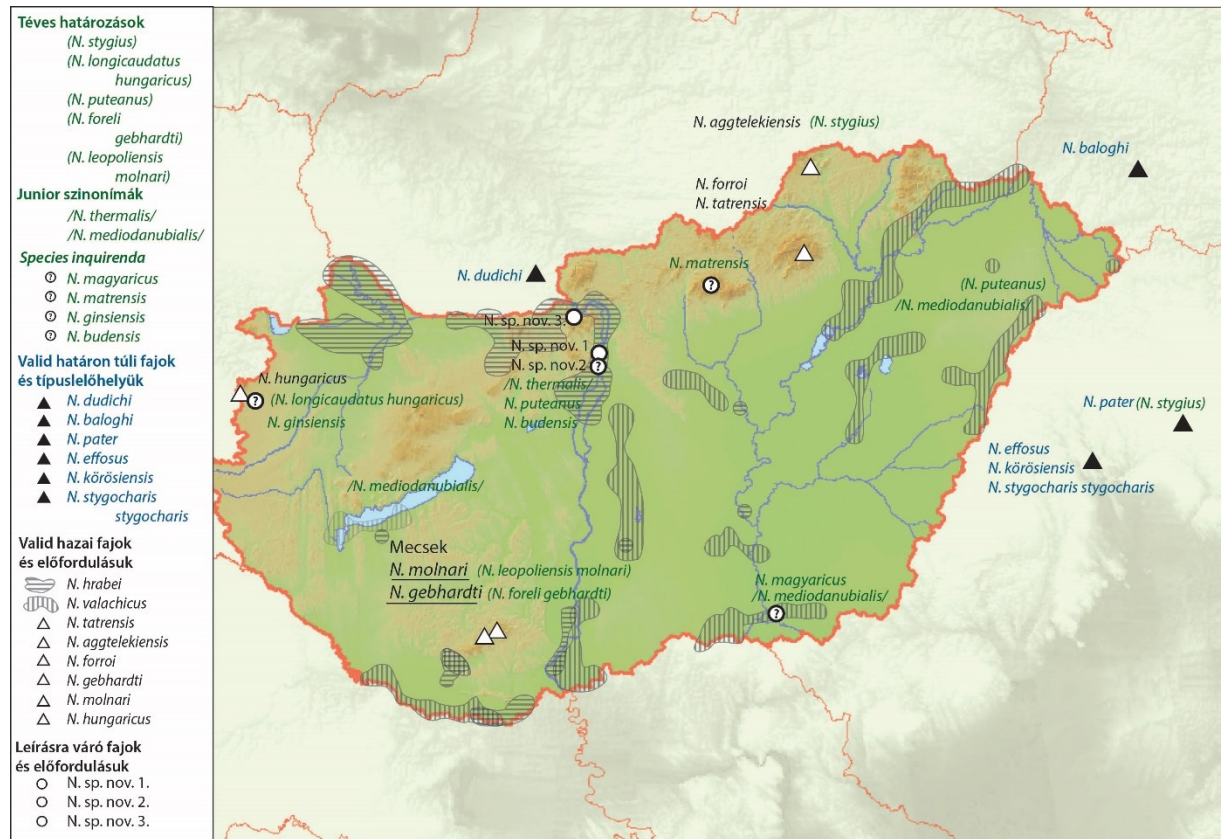 Téves határozások
(N. stygius)
(N. longicaudatus
hungaricus)
(N. puteanus)
(N. foreli
gebhardti)
(N. leopoliensis
molnari)
Junior szinonímák
/N. thermalis/
/N. mediodanubialis/
Species inquirenda
? N. magyaricus
? N. matrensis
? N. ginsiensis
? N. budensis
Valid határon túli fajok
és típuslelőhelyük
N. dudichi
N. baloghi
N. pater
N. effosus
N. körösiensis
N. stygocharis
stygocharis
Valid hazai fajok
és előfordulásuk
N. hrabei
N. valachicus
N. tatrensis
N. aggtelekiensis
N. forroi
N. gebhardti
N. molnari
N. hungaricus
Leírásra váró fajok
és előfordulásuk
N. sp. nov. 1.
N. sp. nov. 2.
N. sp. nov. 3.
N. aggtelekiensis (N. stygius)
N. baloghi
N. forroi
N. tatrensis
N. dudichi
N. matrensis
?
(N. puteanus)
/N. mediodanubialis/
N. sp. nov. 3.
N. sp. nov. 1
N. sp. nov.2
?
/N. thermalis/
N. puteanus
N. budensis
N. hungaricus
? (N. longicaudatus hungaricus)
N. ginsiensis
N. pater (N. stygius)
N. effosus
N. körösiensis
N. stygocharis stygocharis
/N. mediodanubialis/
Mecsek
N. molnari (N. leopoliensis molnari)
N. gebhardti (N. foreli gebhardti)
N. magyaricus
/N. mediodanubialis/
?